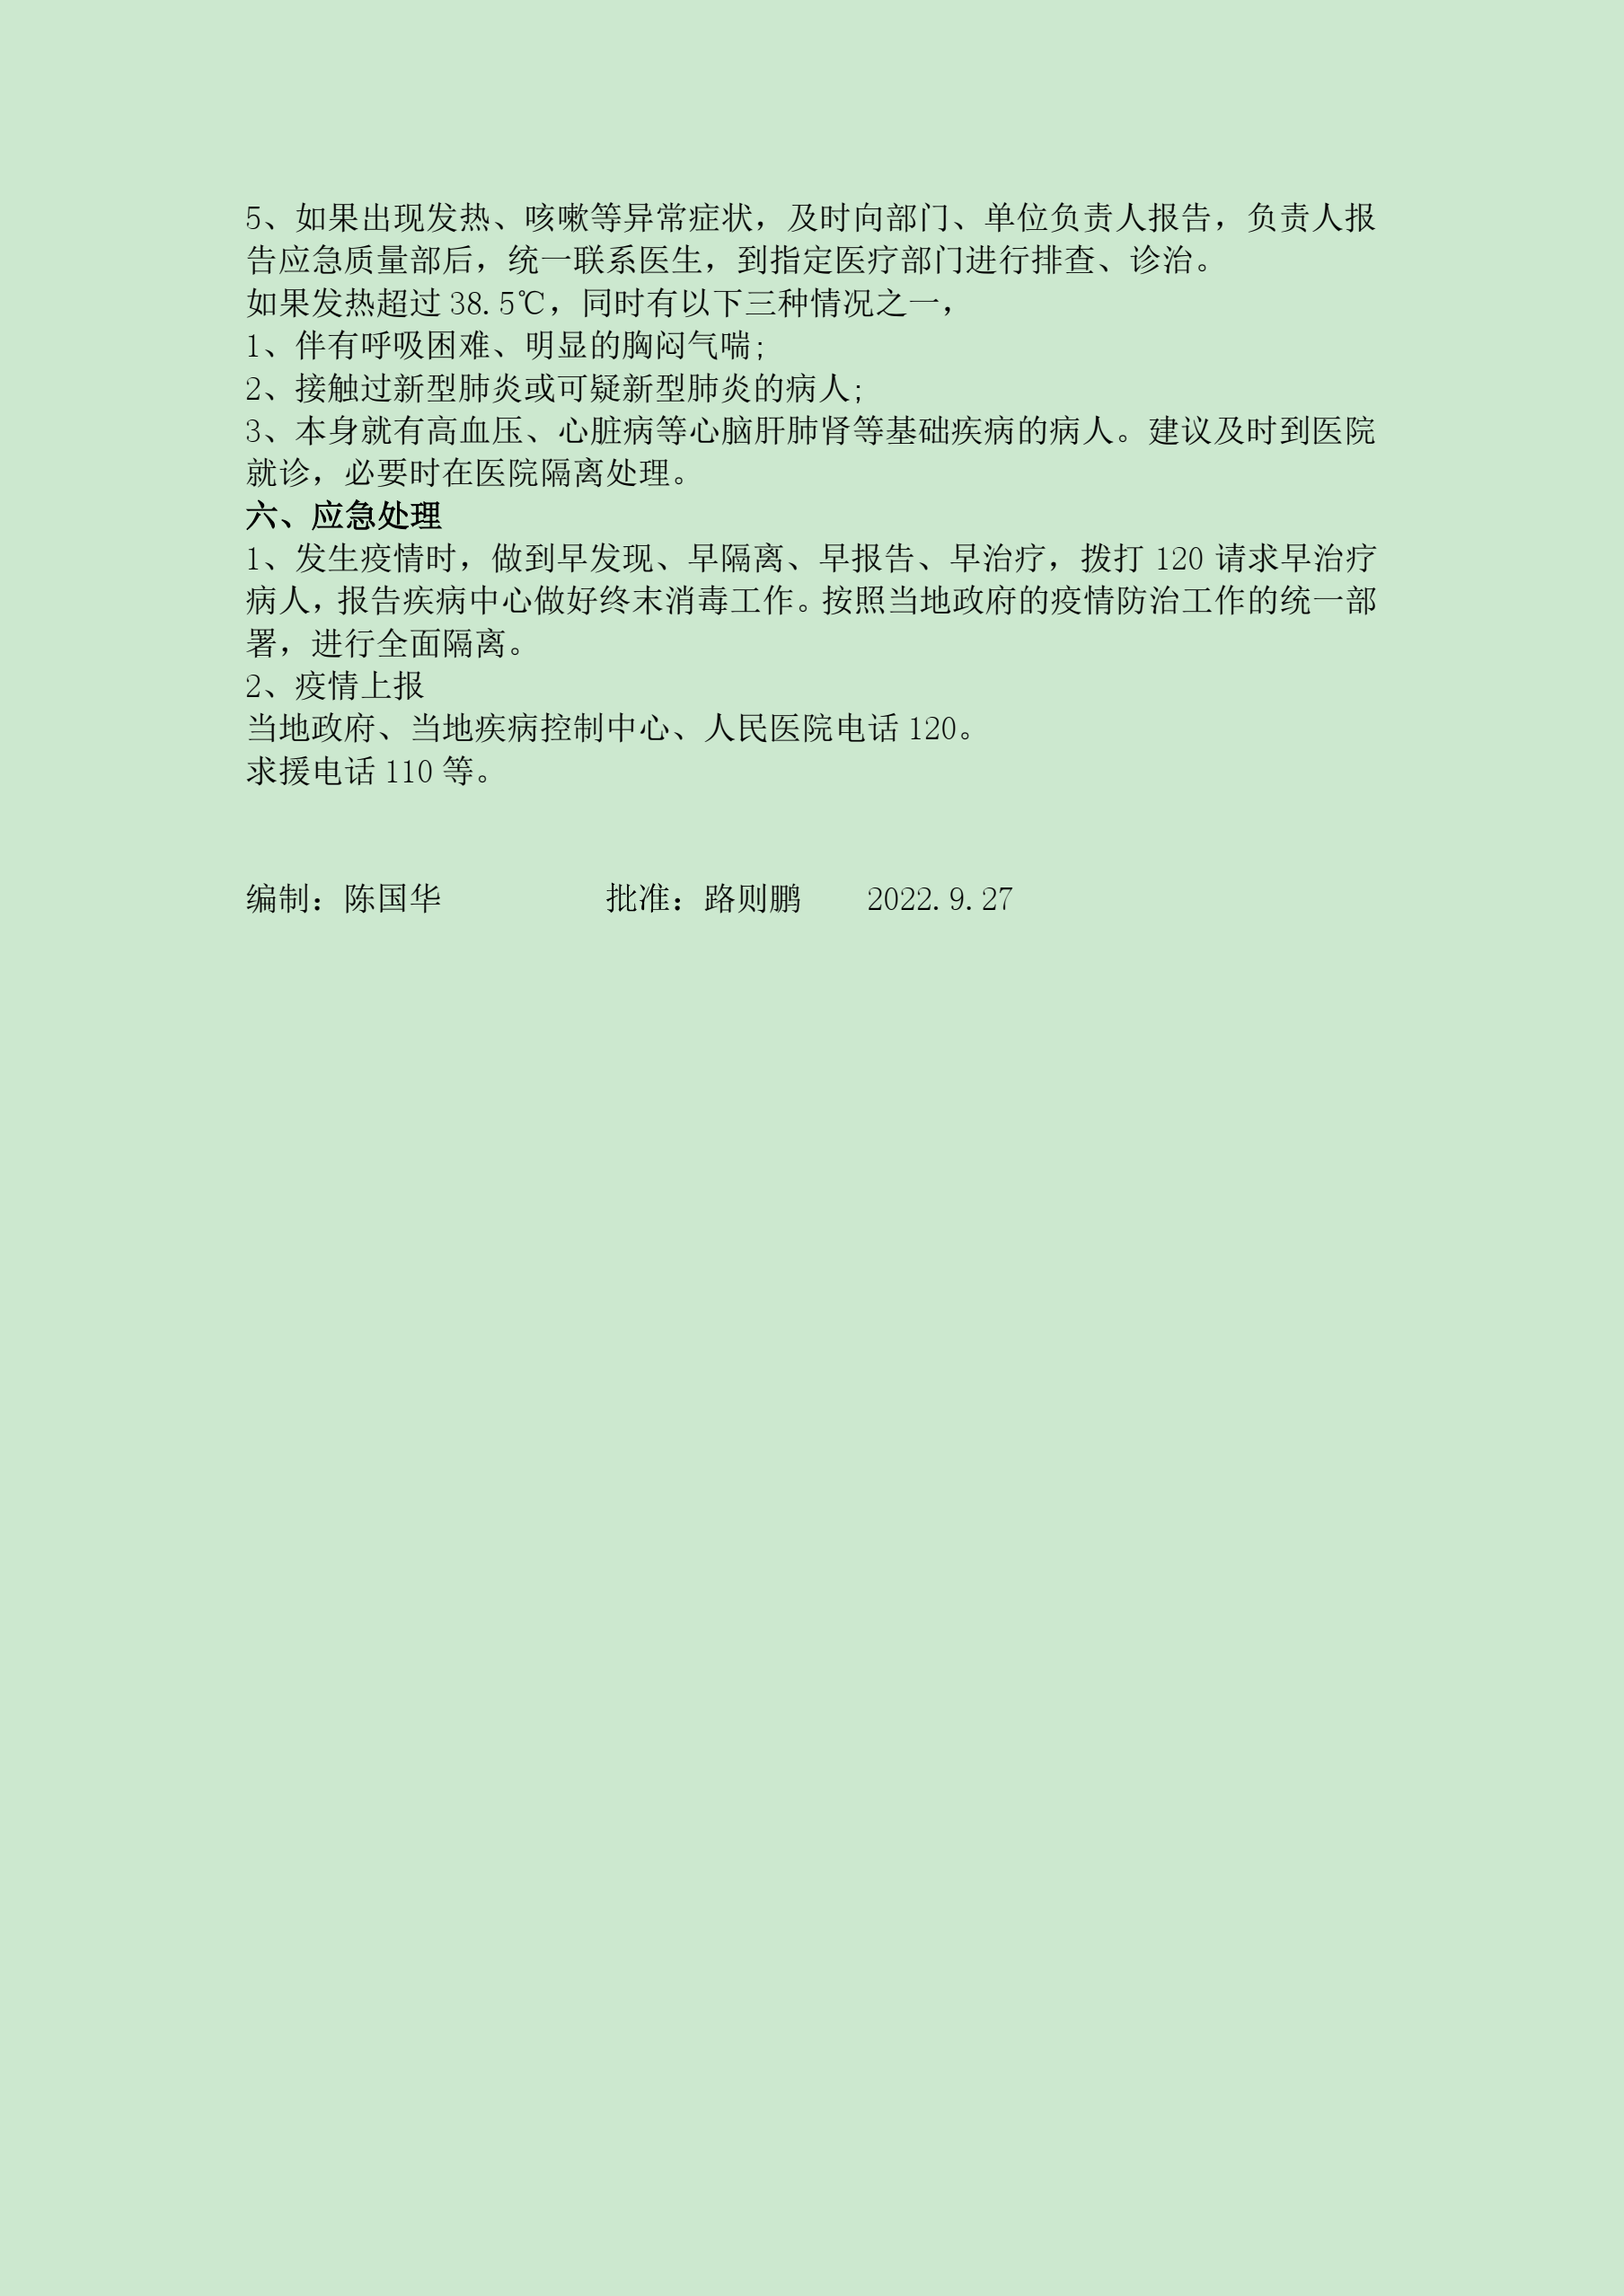 5、如果出现发热、咳嗽等异常症状，及时向部门、单位负责人报告，负责人报
告应急质量部后，统一联系医生，到指定医疗部门进行排查、诊治。
如果发热超过 38.5℃，同时有以下三种情况之一，
1、伴有呼吸困难、明显的胸闷气喘;
2、接触过新型肺炎或可疑新型肺炎的病人;
3、本身就有高血压、心脏病等心脑肝肺肾等基础疾病的病人。建议及时到医院
就诊，必要时在医院隔离处理。
六、应急处理
1、发生疫情时，做到早发现、早隔离、早报告、早治疗，拨打 120 请求早治疗
病人，报告疾病中心做好终末消毒工作。按照当地政府的疫情防治工作的统一部
署，进行全面隔离。
2、疫情上报
当地政府、当地疾病控制中心、人民医院电话 120。
求援电话 110 等。
编制：陈国华 批准：路则鹏 2022.9.27